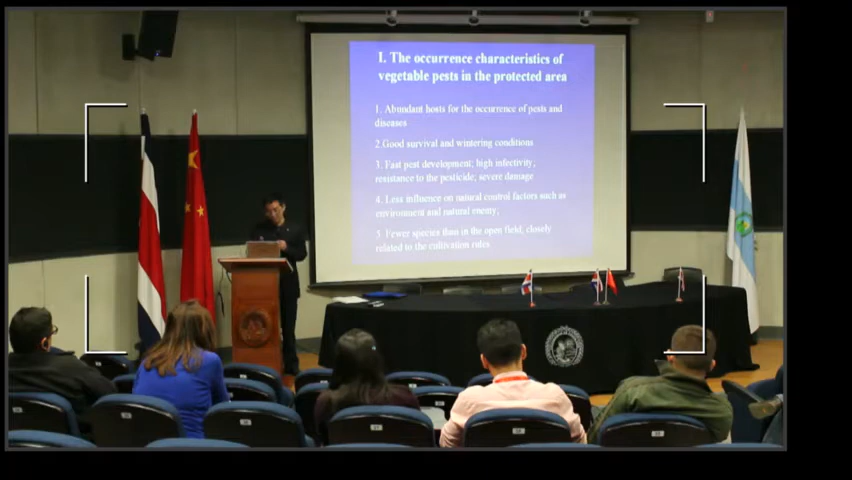 I. The occurrence characteristics of
vegetable pests in the protected area
1. Abundant hosts for the occurrence of pests and
diseases
2.Good survival and wintering conditions
3. Fast pest development; high infectivity,
resistance to the pesticide, severe damage
4. Less influence on natural control factors such as
environment and natural enemy;
5 Fewer species than in the open field, closely
related to the cultivation rules